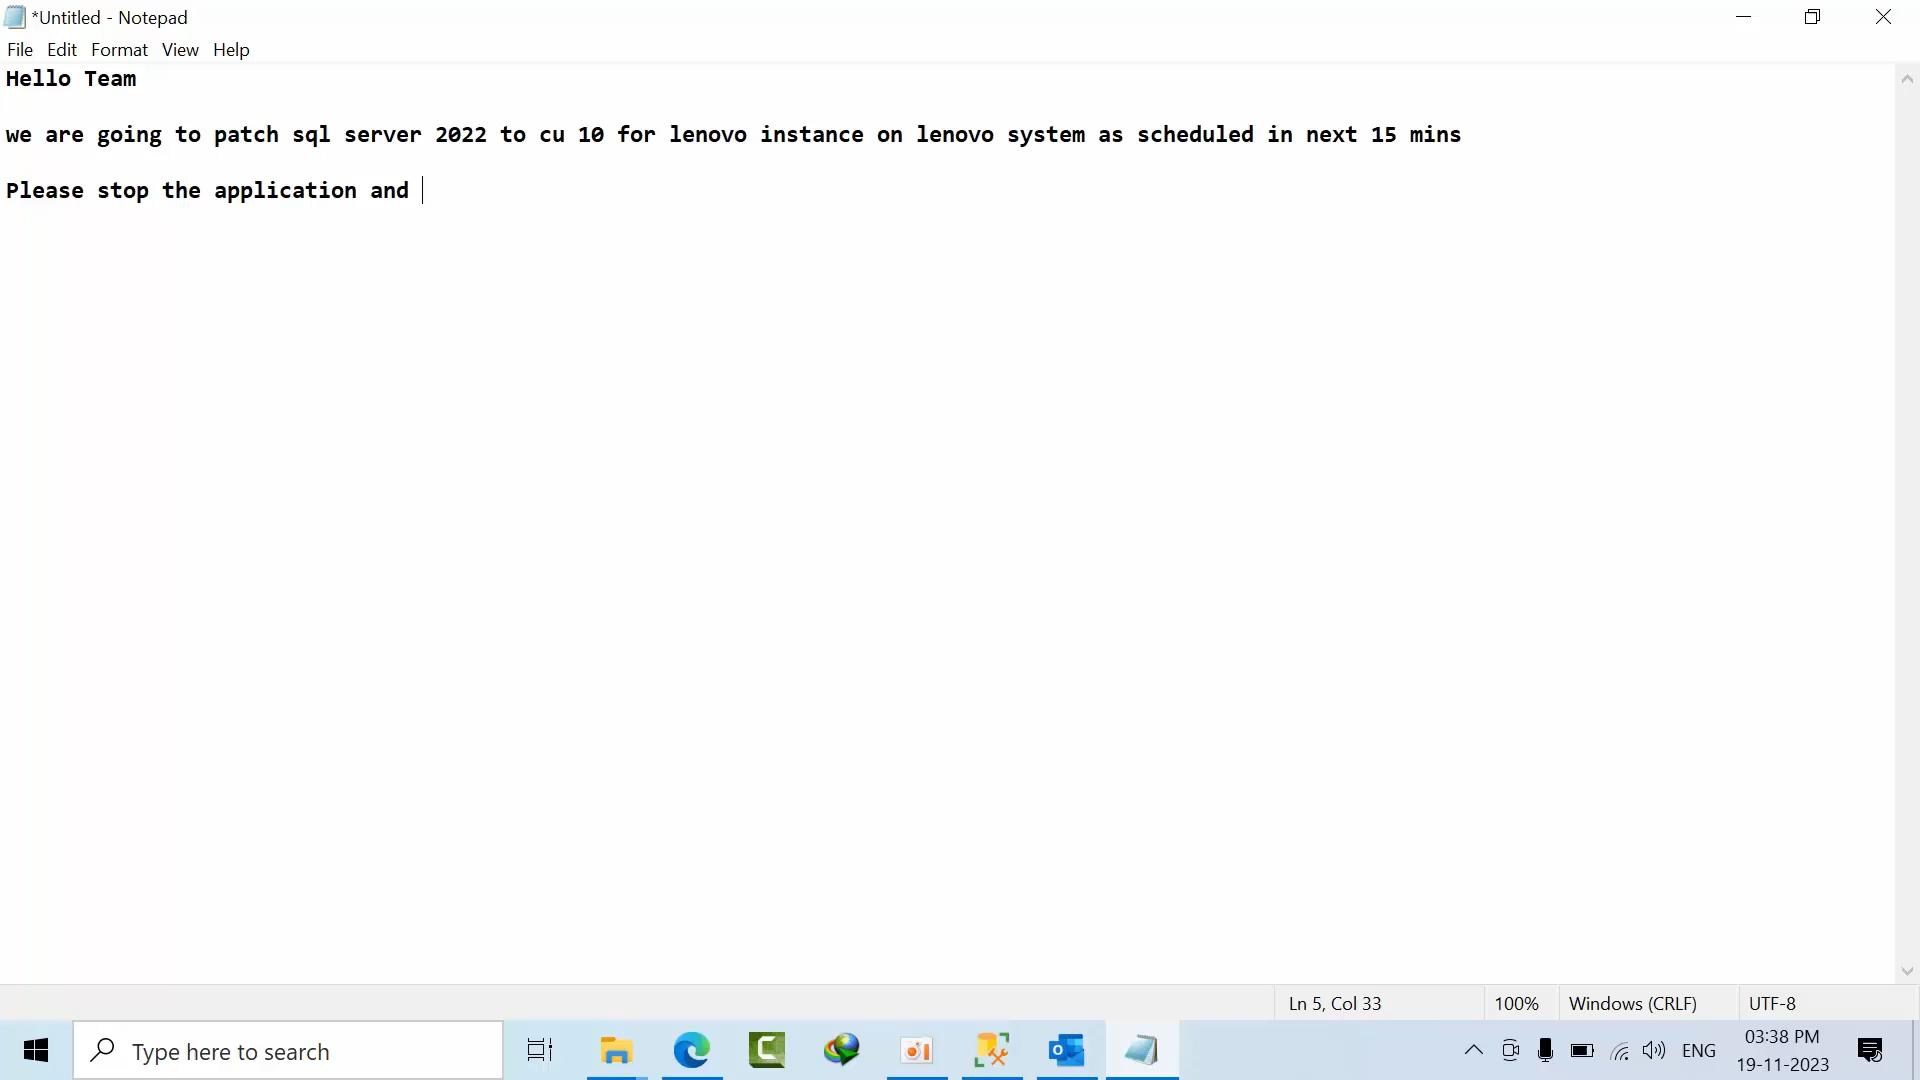 *Untitled - Notepad
File Edit Format View Help
Hello Team
we are going to patch sql server 2022 to cu 10 for lenovo instance on lenovo system as scheduled in next 15 mins
Please stop the application and
Ln 5, Col 33 100% Windows (CRLF) UTF-8
Type here to search
ENG
03:38 PM
19-11-2023